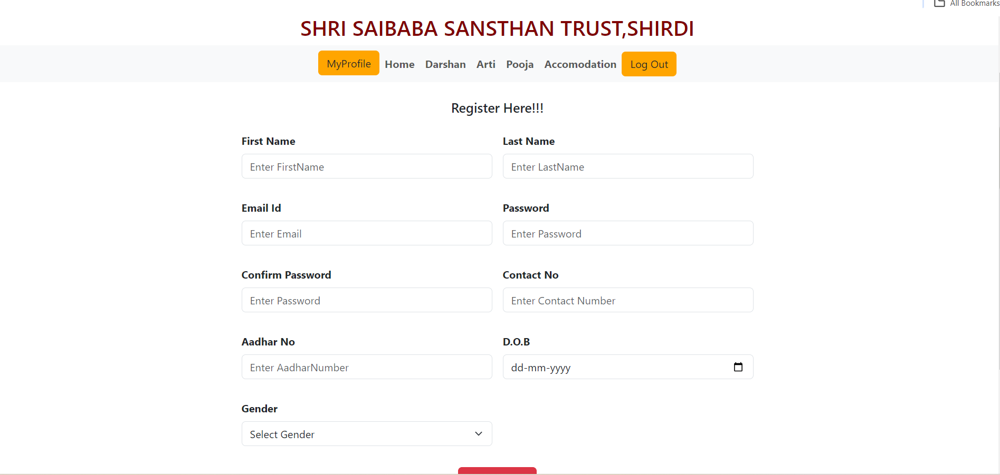 All Bookmarks
SHRI SAIBABA SANSTHAN TRUST,SHIRDI
MyProfile Home Darshan Arti Pooja Accomodation Log Out
Register Here!!!
First Name Last Name
Enter FirstName Enter LastName
Email Id Password
Enter Email Enter Password
Confirm Password Contact No
Enter Password Enter Contact Number
Aadhar No D.O.B
Enter AadharNumber dd-mm-yyyy
Gender
Select Gender